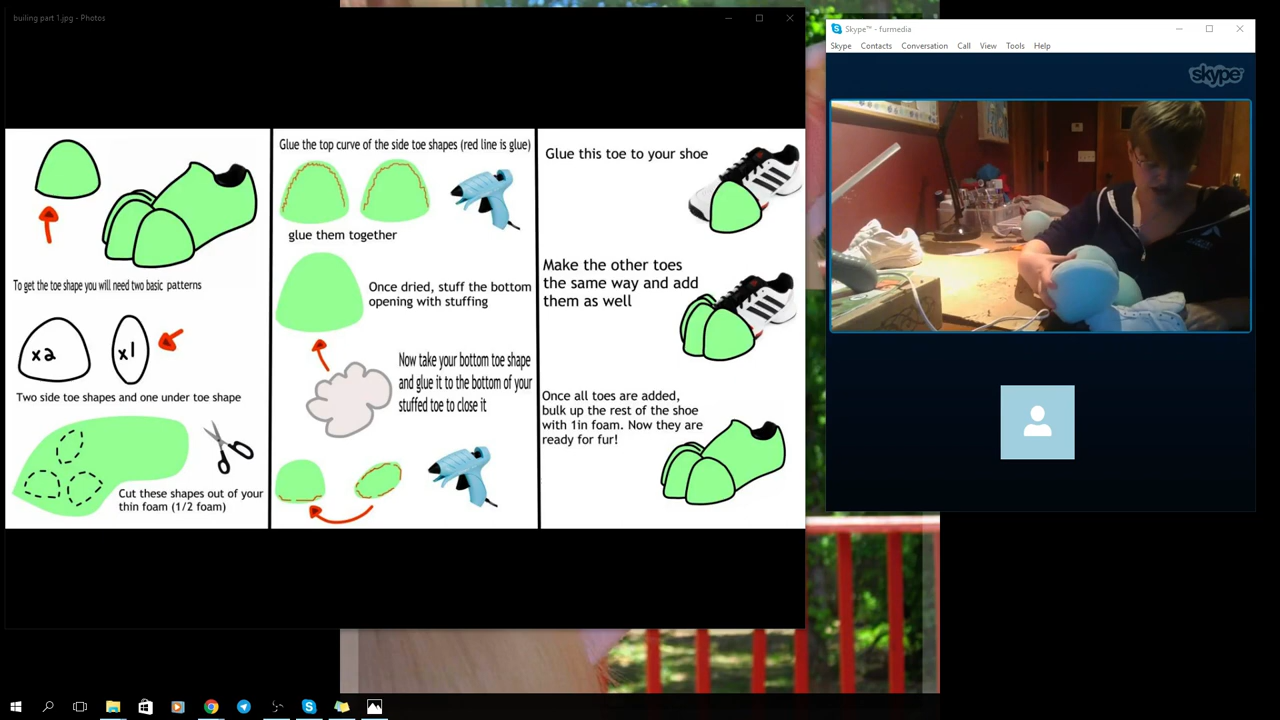 builing part 1.jpg - Photos
To get the toe shape you will need two basic patterns
x2
x1
Two side toe shapes and one under toe shape
Cut these shapes out of your
thin foam (1/2 foam)
Glue the top curve of the side toe shapes (red line is glue)
glue them together
Once dried, stuff the bottom
opening with stuffing
Now take your bottom toe shape
and glue it to the bottom of your
stuffed toe to close it
Glue this toe to your shoe
Make the other toes
the same way and add
them as well
Once all toes are added,
bulk up the rest of the shoe
with 1in foam. Now they are
ready for fur!
Skype™ - furmedia
Skype Contacts Conversation Call View Tools Help
skype